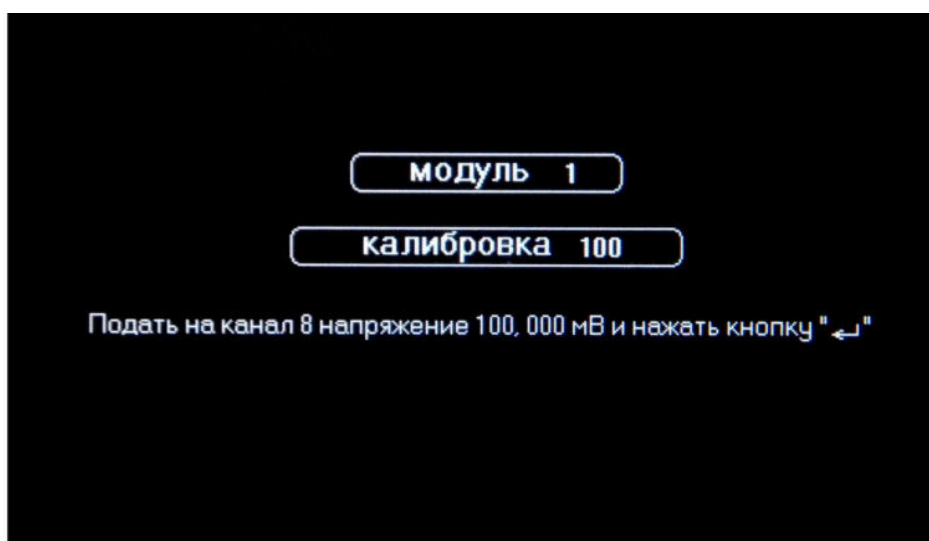 модуль 1
калибровка 100
Подать на канал 8 напряжение 100, 000 мВ и нажать кнопку "↵"